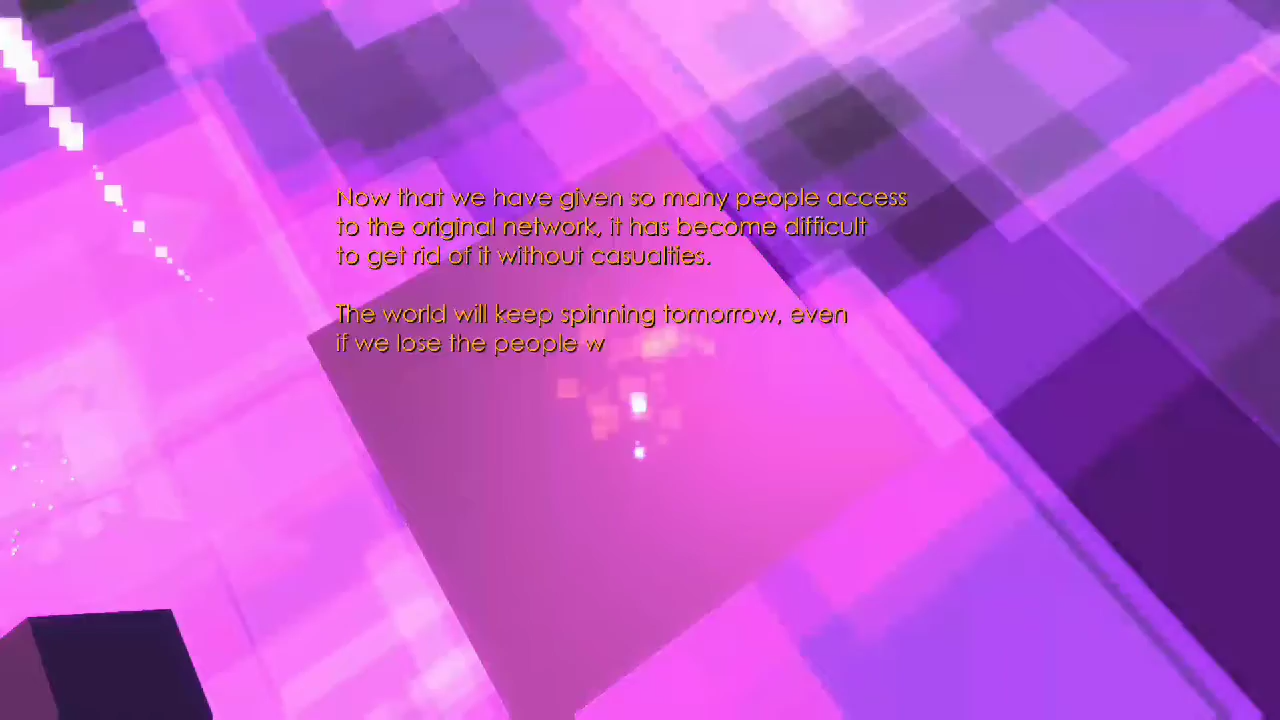 Now that we have given so many people access
to the original network, it has become difficult
to get rid of it without casualties.
The world will keep spinning tomorrow, even
if we lose the people w